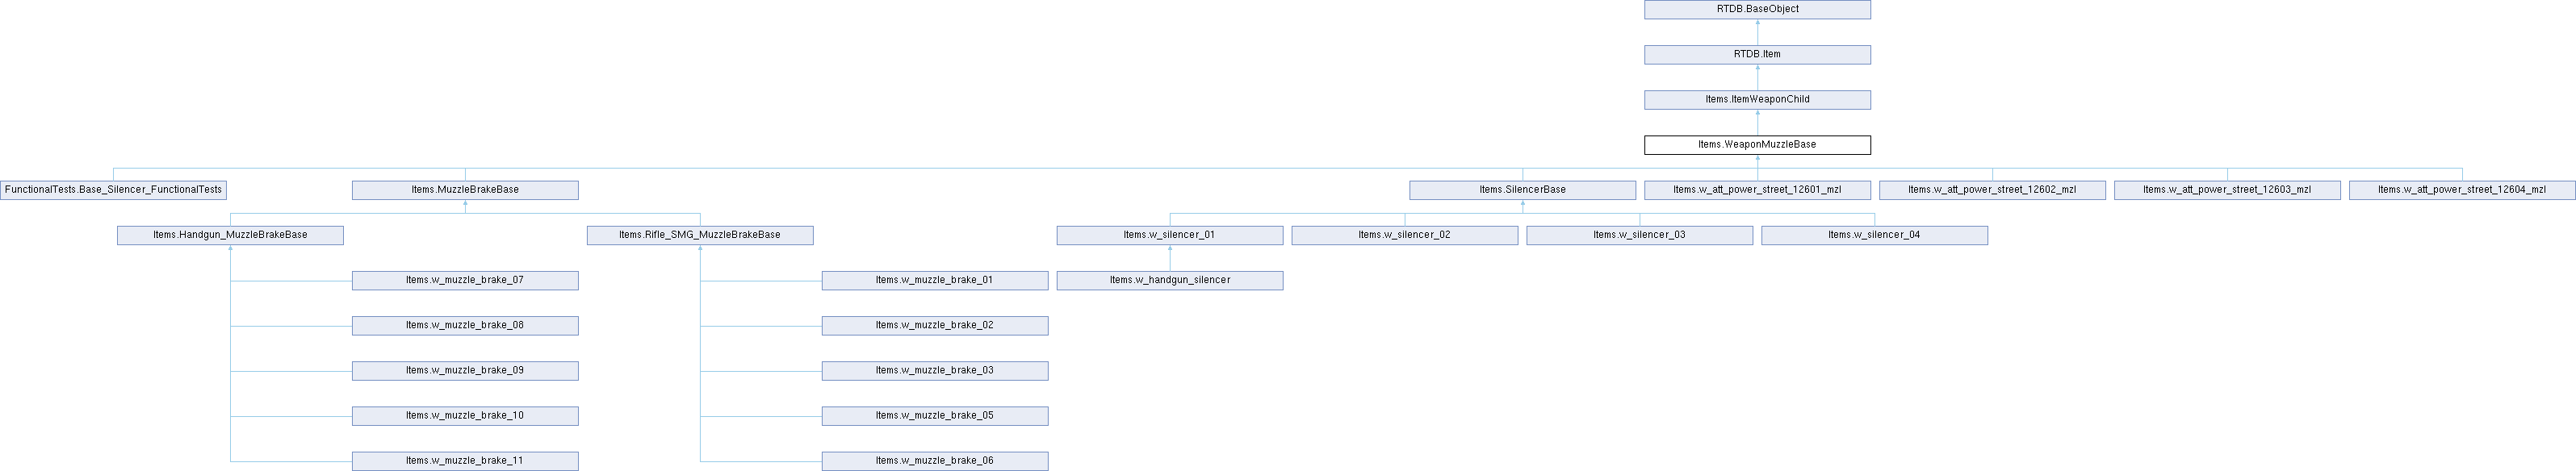 RTDB.BaseObject
RTDB.Item
Items.ItemWeaponChild
Items.WeaponMuzzleBase
FunctionalTests.Base_Silencer_FunctionalTests
Items.MuzzleBrakeBase
Items.SilencerBase
Items.w_att_power_street_12601_mzl
Items.w_att_power_street_12602_mzl
Items.w_att_power_street_12603_mzl
Items.w_att_power_street_12604_mzl
Items.Handgun_MuzzleBrakeBase
Items.Rifle_SMG_MuzzleBrakeBase
Items.w_silencer_01
Items.w_silencer_02
Items.w_silencer_03
Items.w_silencer_04
Items.w_muzzle_brake_07
Items.w_muzzle_brake_01
Items.w_handgun_silencer
Items.w_muzzle_brake_08
Items.w_muzzle_brake_02
Items.w_muzzle_brake_09
Items.w_muzzle_brake_03
Items.w_muzzle_brake_10
Items.w_muzzle_brake_05
Items.w_muzzle_brake_11
Items.w_muzzle_brake_06